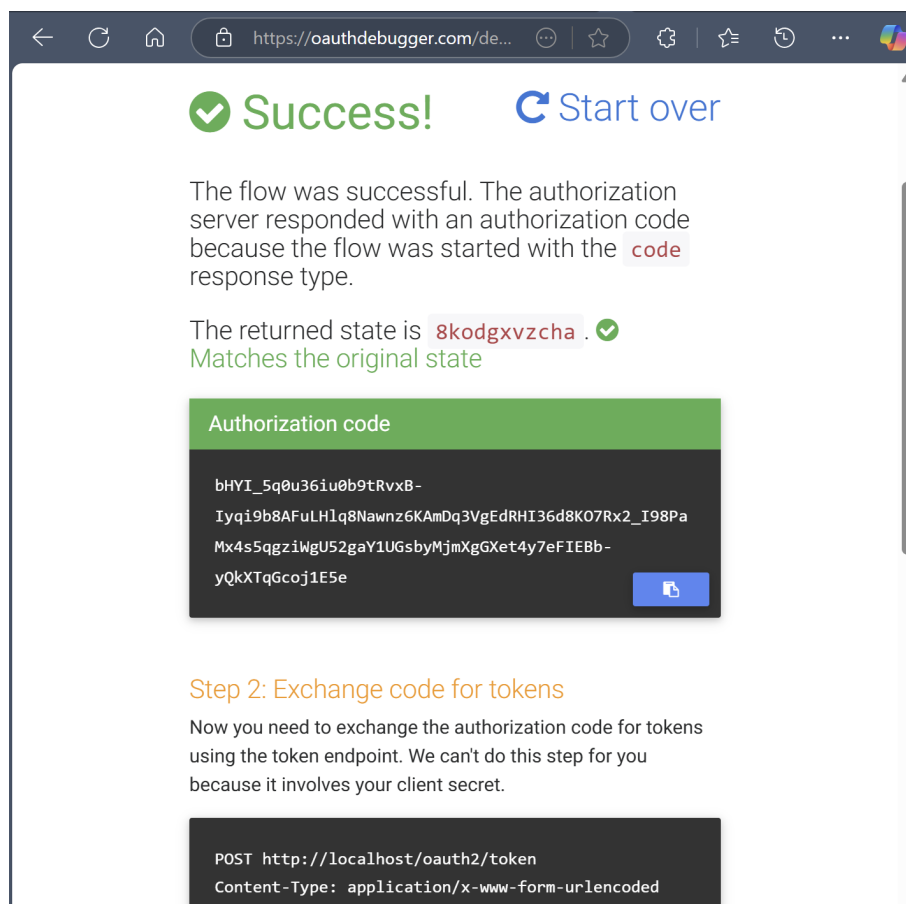 https://oauthdebugger.com/de...
Success!
Start over
The flow was successful. The authorization
server responded with an authorization code
because the flow was started with the code
response type.
The returned state is 8kodgxvzcha.
Matches the original state
Authorization code
bHYI_5q0u36iu0b9tRvxB-
Iyqi9b8AFuLHlq8Nawnz6KAmDq3VgEdRHI36d8KO7Rx2_I98Pa
Mx4s5qgziWgU52gaY1UGsbyMjmXgGXet4y7eFIEBb-
yQkXTqGcoj1E5e
Step 2: Exchange code for tokens
Now you need to exchange the authorization code for tokens
using the token endpoint. We can't do this step for you
because it involves your client secret.
POST http://localhost/oauth2/token
Content-Type: application/x-www-form-urlencoded